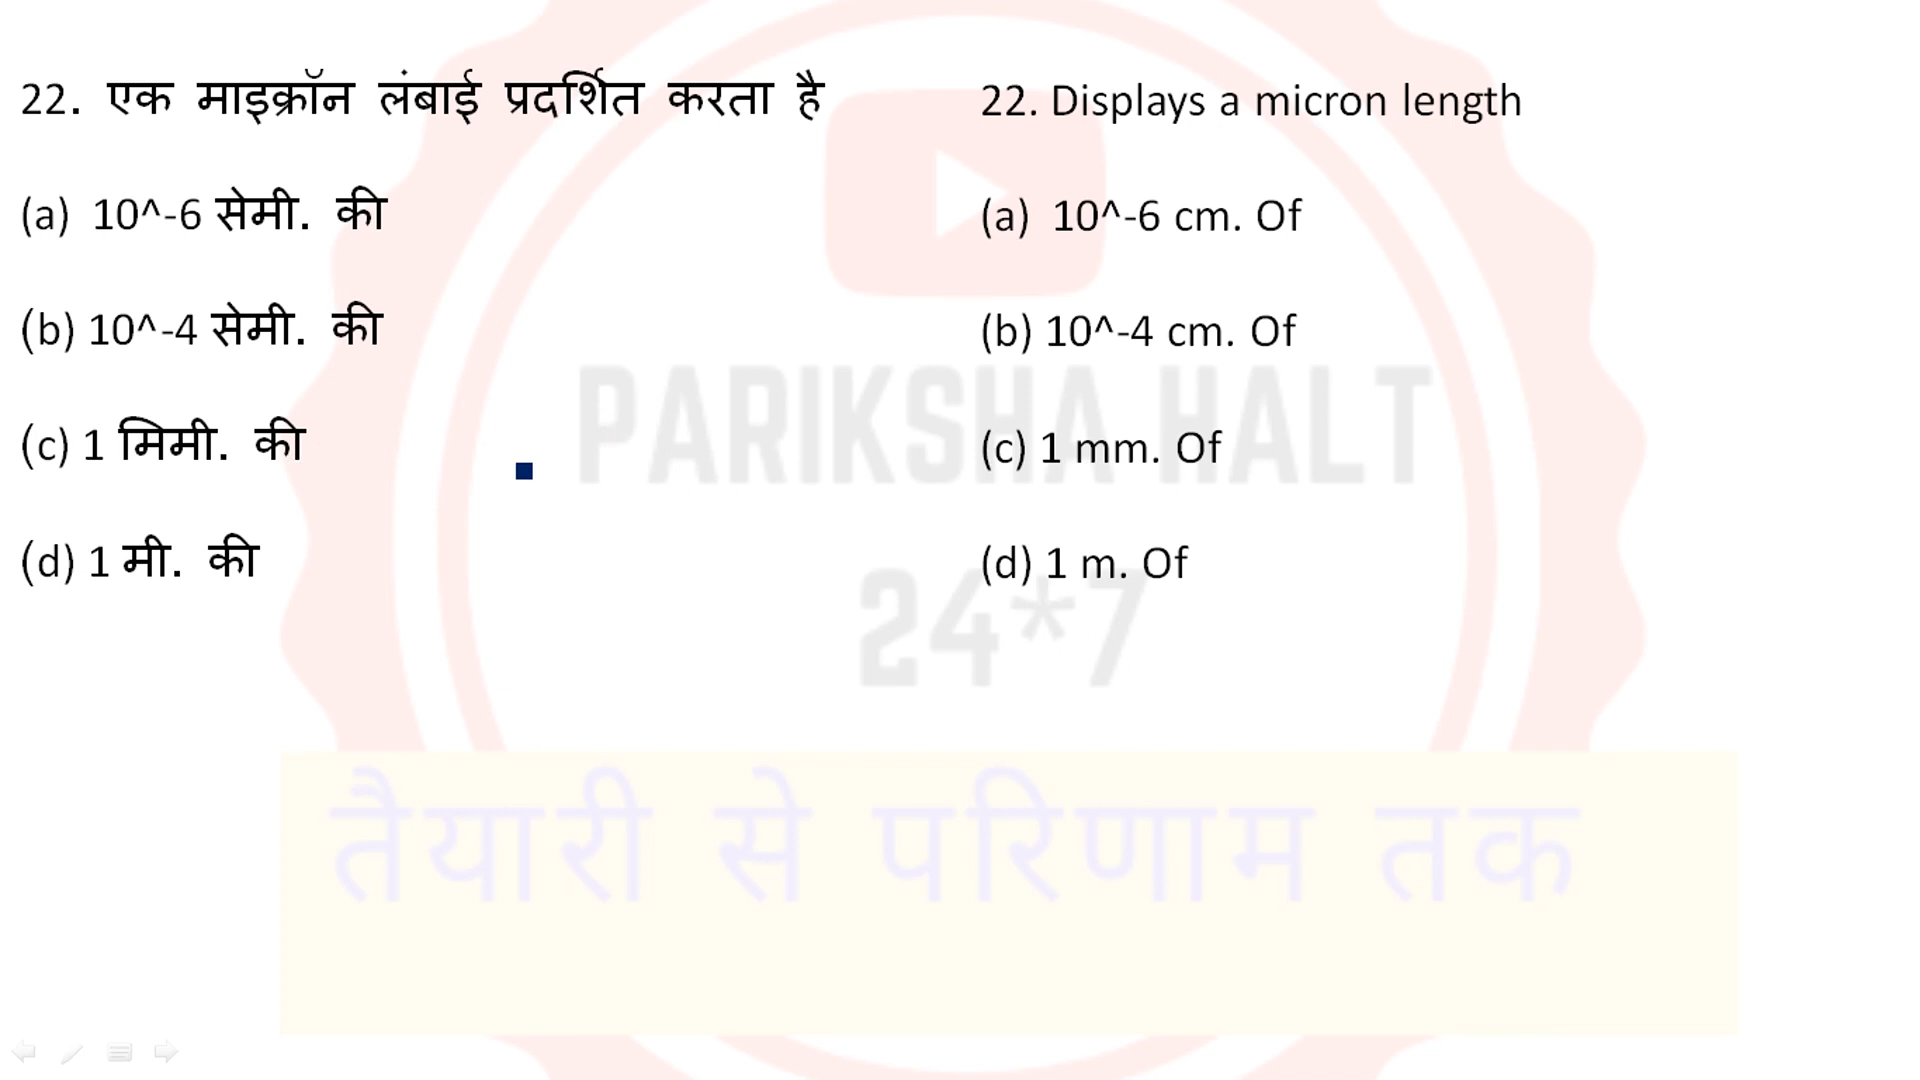 22. एक माइक्रॉन लंबाई प्रदर्शित करता है
(a) 10^-6 सेमी. की
(b) 10^-4 सेमी. की
(c) 1 मिमी. की
(d) 1 मी. की
22. Displays a micron length
(a) 10^-6 cm. Of
(b) 10^-4 cm. Of
(c) 1 mm. Of
(d) 1 m. Of
PARIKSHA HALT
24*7
तैयारी से परिणाम तक